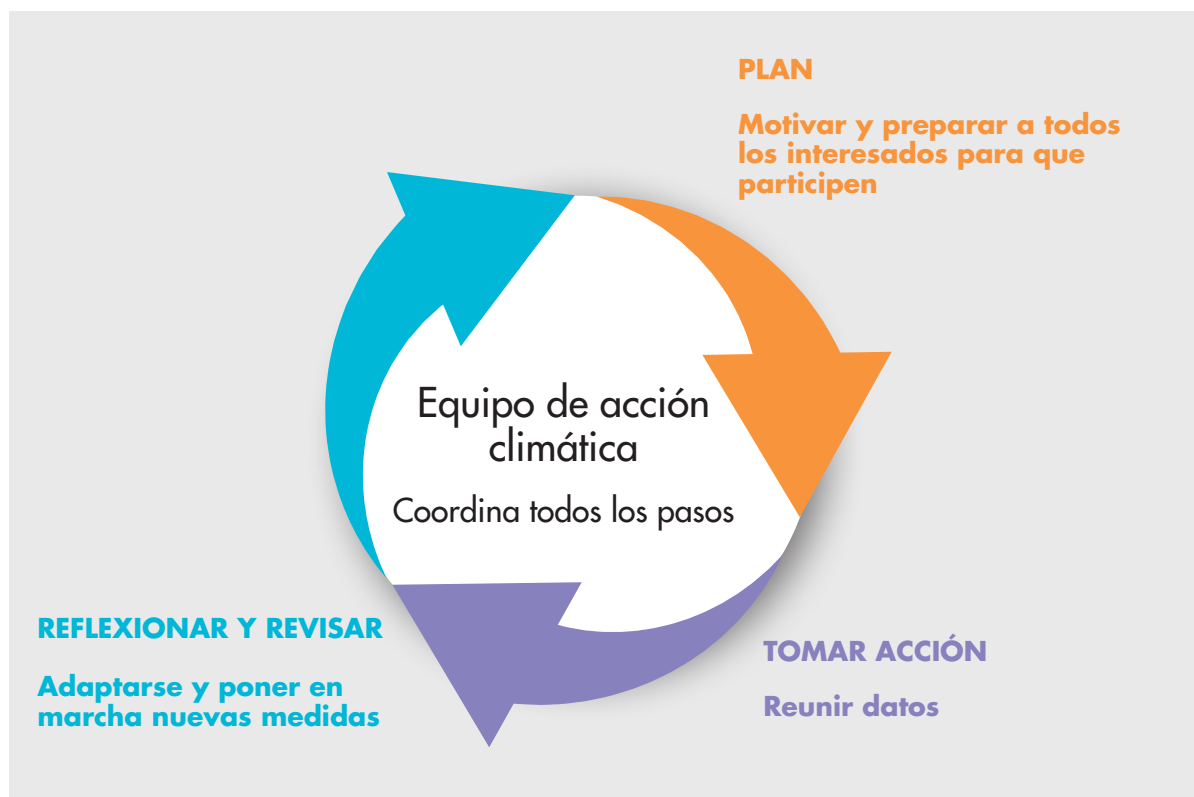 PLAN
Motivar y preparar a todos
los interesados para que
participen
Equipo de acción
climática
Coordina todos los pasos
TOMAR ACCIÓN
Reunir datos
REFLEXIONAR Y REVISAR
Adaptarse y poner en
marcha nuevas medidas